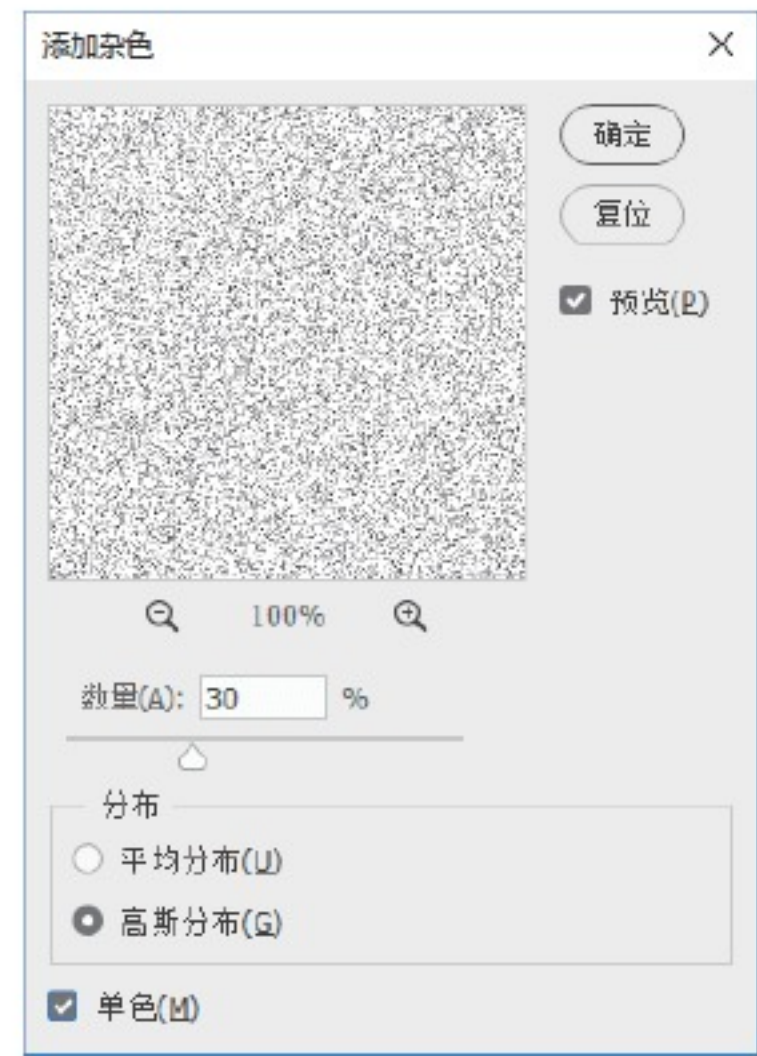 添加杂色
确定
复位
预览(P)
100%
数量(A): 30 %
分布
平均分布(U)
高斯分布(G)
单色(M)